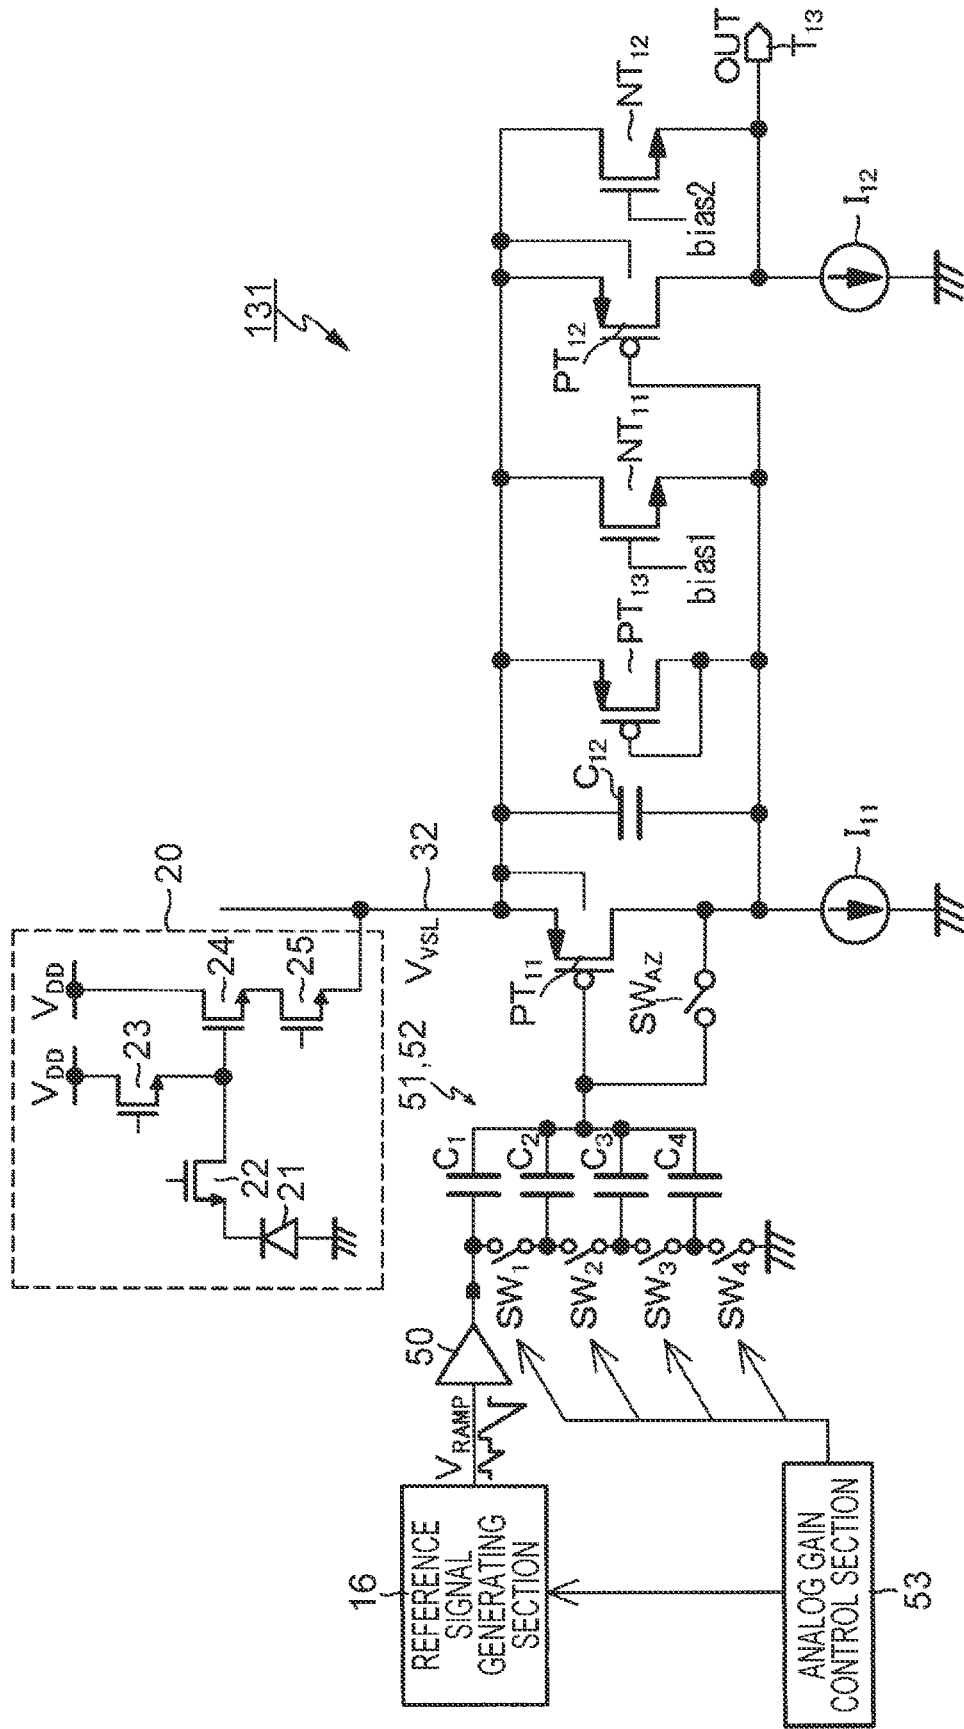 131
20
V_DD
V_DD
23
24
25
22
21
V_VSL
32
51, 52
16
REFERENCE
SIGNAL
GENERATING
SECTION
V_RAMP
50
C_1
C_2
C_3
C_4
SW_1
SW_2
SW_3
SW_4
ANALOG GAIN
CONTROL SECTION
53
PT_11
SW_AZ
I_11
C_12
PT_13
NT_11
bias1
PT_12
NT_12
bias2
I_12
OUT
T_13